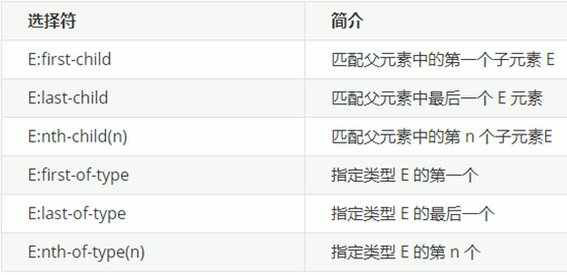 选择符 简介
E:first-child 匹配父元素中的第一个子元素 E
E:last-child 匹配父元素中最后一个 E 元素
E:nth-child(n) 匹配父元素中的第 n 个子元素E
E:first-of-type 指定类型 E 的第一个
E:last-of-type 指定类型 E 的最后一个
E:nth-of-type(n) 指定类型 E 的第 n 个